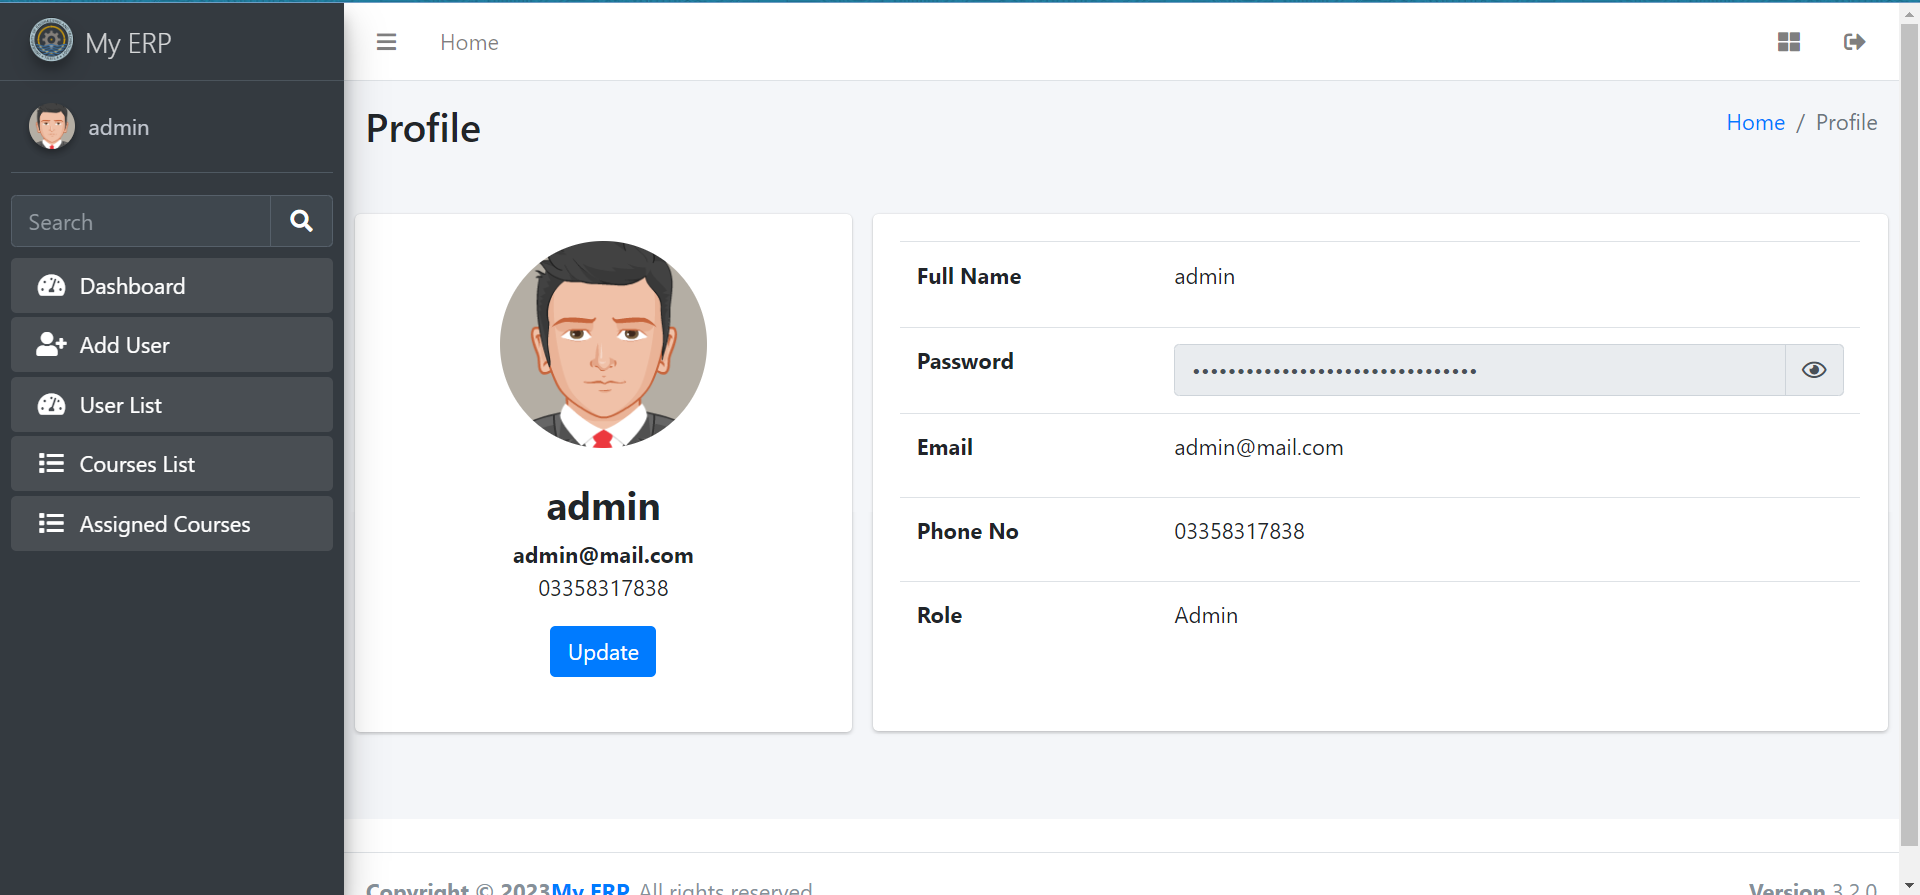 My ERP
Home
admin
Profile
Home / Profile
Search
Dashboard
Add User
User List
Courses List
Assigned Courses
admin
admin@mail.com
03358317838
Update
Full Name admin
Password ••••••••••••••••••••••••••••••••
Email admin@mail.com
Phone No 03358317838
Role Admin
Copyright © 2023 My ERP. All rights reserved.
Version 3.2.0